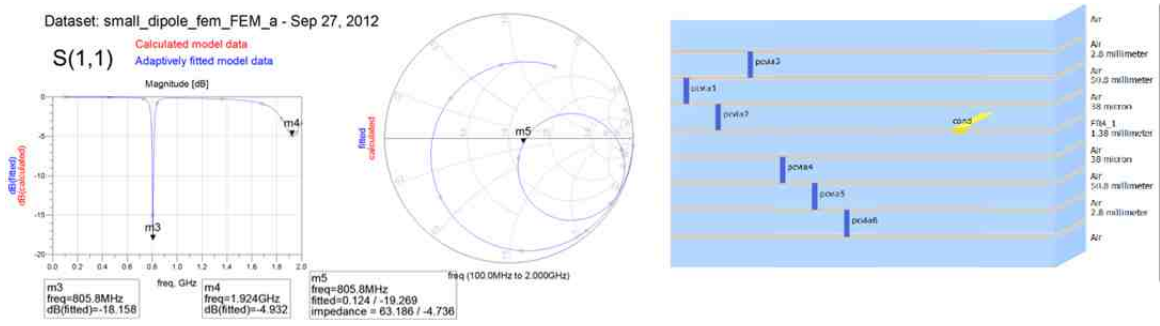 Dataset: small_dipole_fem_FEM_a - Sep 27, 2012
S(1,1)
Calculated model data
Adaptively fitted model data
Magnitude [dB]
0
-5
-10
-15
-20
dB(fitted)
dB(calculated)
m3
m4
0.0 0.2 0.4 0.6 0.8 1.0 1.2 1.4 1.6 1.8 2.0
freq, GHz
m3
freq=805.8MHz
dB(fitted)=-18.158
m4
freq=1.924GHz
dB(fitted)=-4.932
fitted
calculated
m5
freq (100.0MHz to 2.000GHz)
m5
freq=805.8MHz
fitted=0.124 / -19.269
impedance = 63.186 / -4.736
pcvia3
pcvia1
pcvia2
cond
pcvia4
pcvia5
pcvia6
Air
Air
2.8 millimeter
Air
50.8 millimeter
Air
38 micron
FR4_1
1.38 millimeter
Air
38 micron
Air
50.8 millimeter
Air
2.8 millimeter
Air